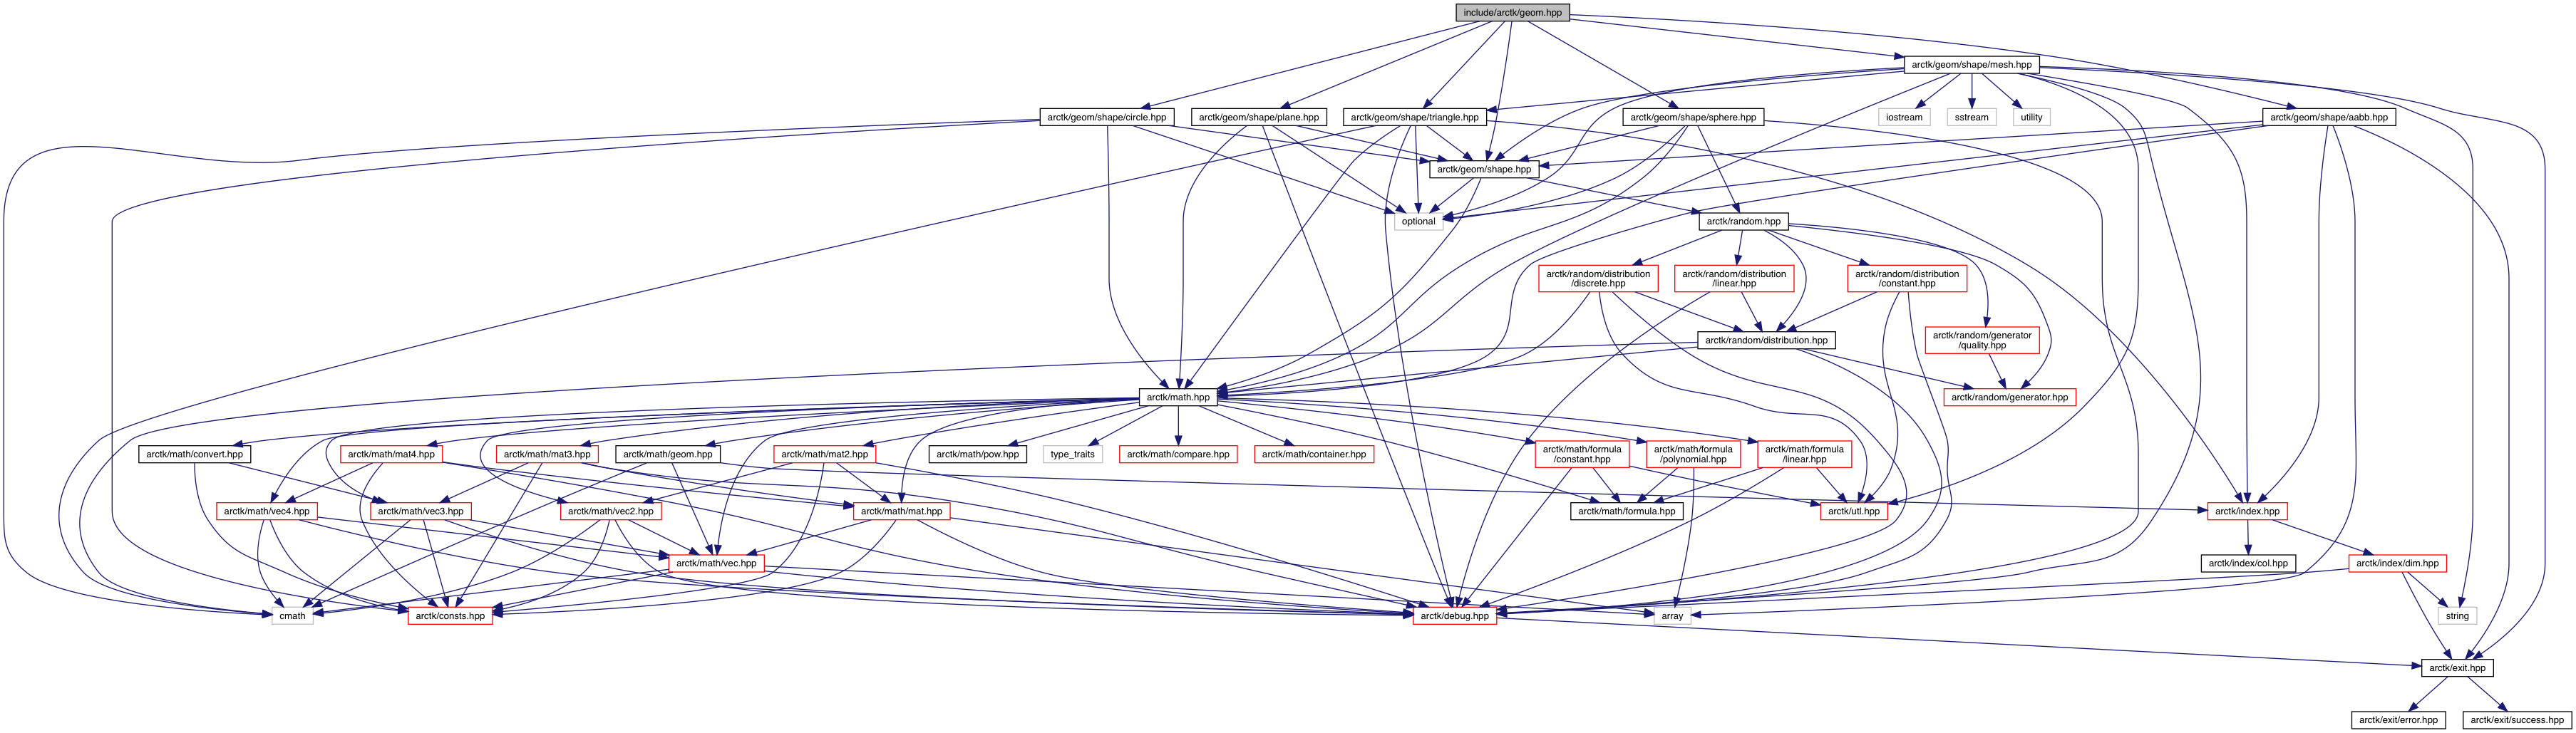 include/arctk/geom.hpp
arctk/geom/shape/mesh.hpp
arctk/geom/shape/circle.hpp
arctk/geom/shape/plane.hpp
arctk/geom/shape/triangle.hpp
arctk/geom/shape/sphere.hpp
iostream
sstream
utility
arctk/geom/shape/aabb.hpp
arctk/geom/shape.hpp
optional
arctk/random.hpp
arctk/random/distribution
/discrete.hpp
arctk/random/distribution
/linear.hpp
arctk/random/distribution
/constant.hpp
arctk/random/distribution.hpp
arctk/random/generator
/quality.hpp
arctk/math.hpp
arctk/random/generator.hpp
arctk/math/convert.hpp
arctk/math/mat4.hpp
arctk/math/mat3.hpp
arctk/math/geom.hpp
arctk/math/mat2.hpp
arctk/math/pow.hpp
type_traits
arctk/math/compare.hpp
arctk/math/container.hpp
arctk/math/formula
/constant.hpp
arctk/math/formula
/polynomial.hpp
arctk/math/formula
/linear.hpp
arctk/math/vec4.hpp
arctk/math/vec3.hpp
arctk/math/vec2.hpp
arctk/math/mat.hpp
arctk/math/formula.hpp
arctk/utl.hpp
arctk/index.hpp
arctk/math/vec.hpp
arctk/index/col.hpp
arctk/index/dim.hpp
cmath
arctk/consts.hpp
arctk/debug.hpp
array
string
arctk/exit.hpp
arctk/exit/error.hpp
arctk/exit/success.hpp